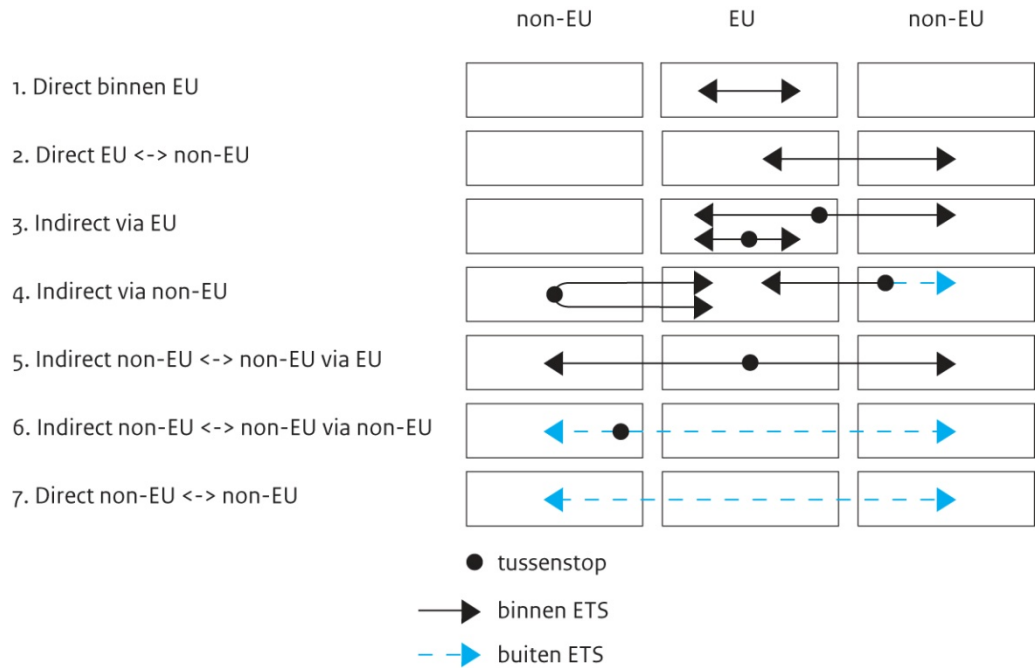 non-EU EU non-EU
1. Direct binnen EU
2. Direct EU <-> non-EU
3. Indirect via EU
4. Indirect via non-EU
5. Indirect non-EU <-> non-EU via EU
6. Indirect non-EU <-> non-EU via non-EU
7. Direct non-EU <-> non-EU
tussenstop
binnen ETS
buiten ETS